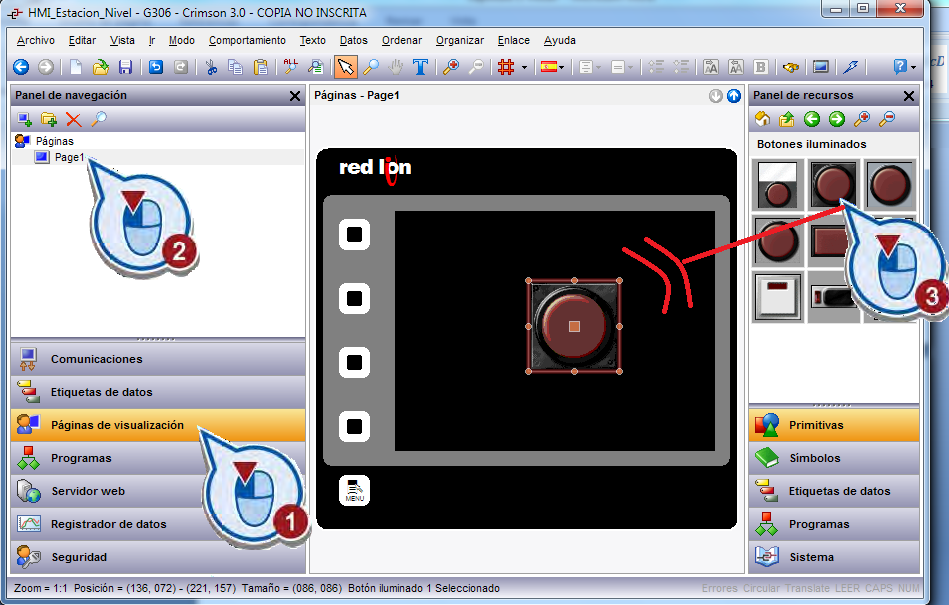 HMI_Estacion_Nivel - G306 - Crimson 3.0 - COPIA NO INSCRITA
Archivo Editar Vista Ir Modo Comportamiento Texto Datos Ordenar Organizar Enlace Ayuda
ALL
Panel de navegación
Páginas - Page1
Panel de recursos
Páginas
Page1
Botones iluminados
red lion
2
3
MENU
Comunicaciones
Etiquetas de datos
Páginas de visualización
Programas
Servidor web
Registrador de datos
Seguridad
1
Primitivas
Símbolos
Etiquetas de datos
Programas
Sistema
Zoom = 1:1 Posición = (136, 072) - (221, 157) Tamaño = (086, 086) Botón iluminado 1 Seleccionado
Errores Circular Translate LEER CAPS NUM